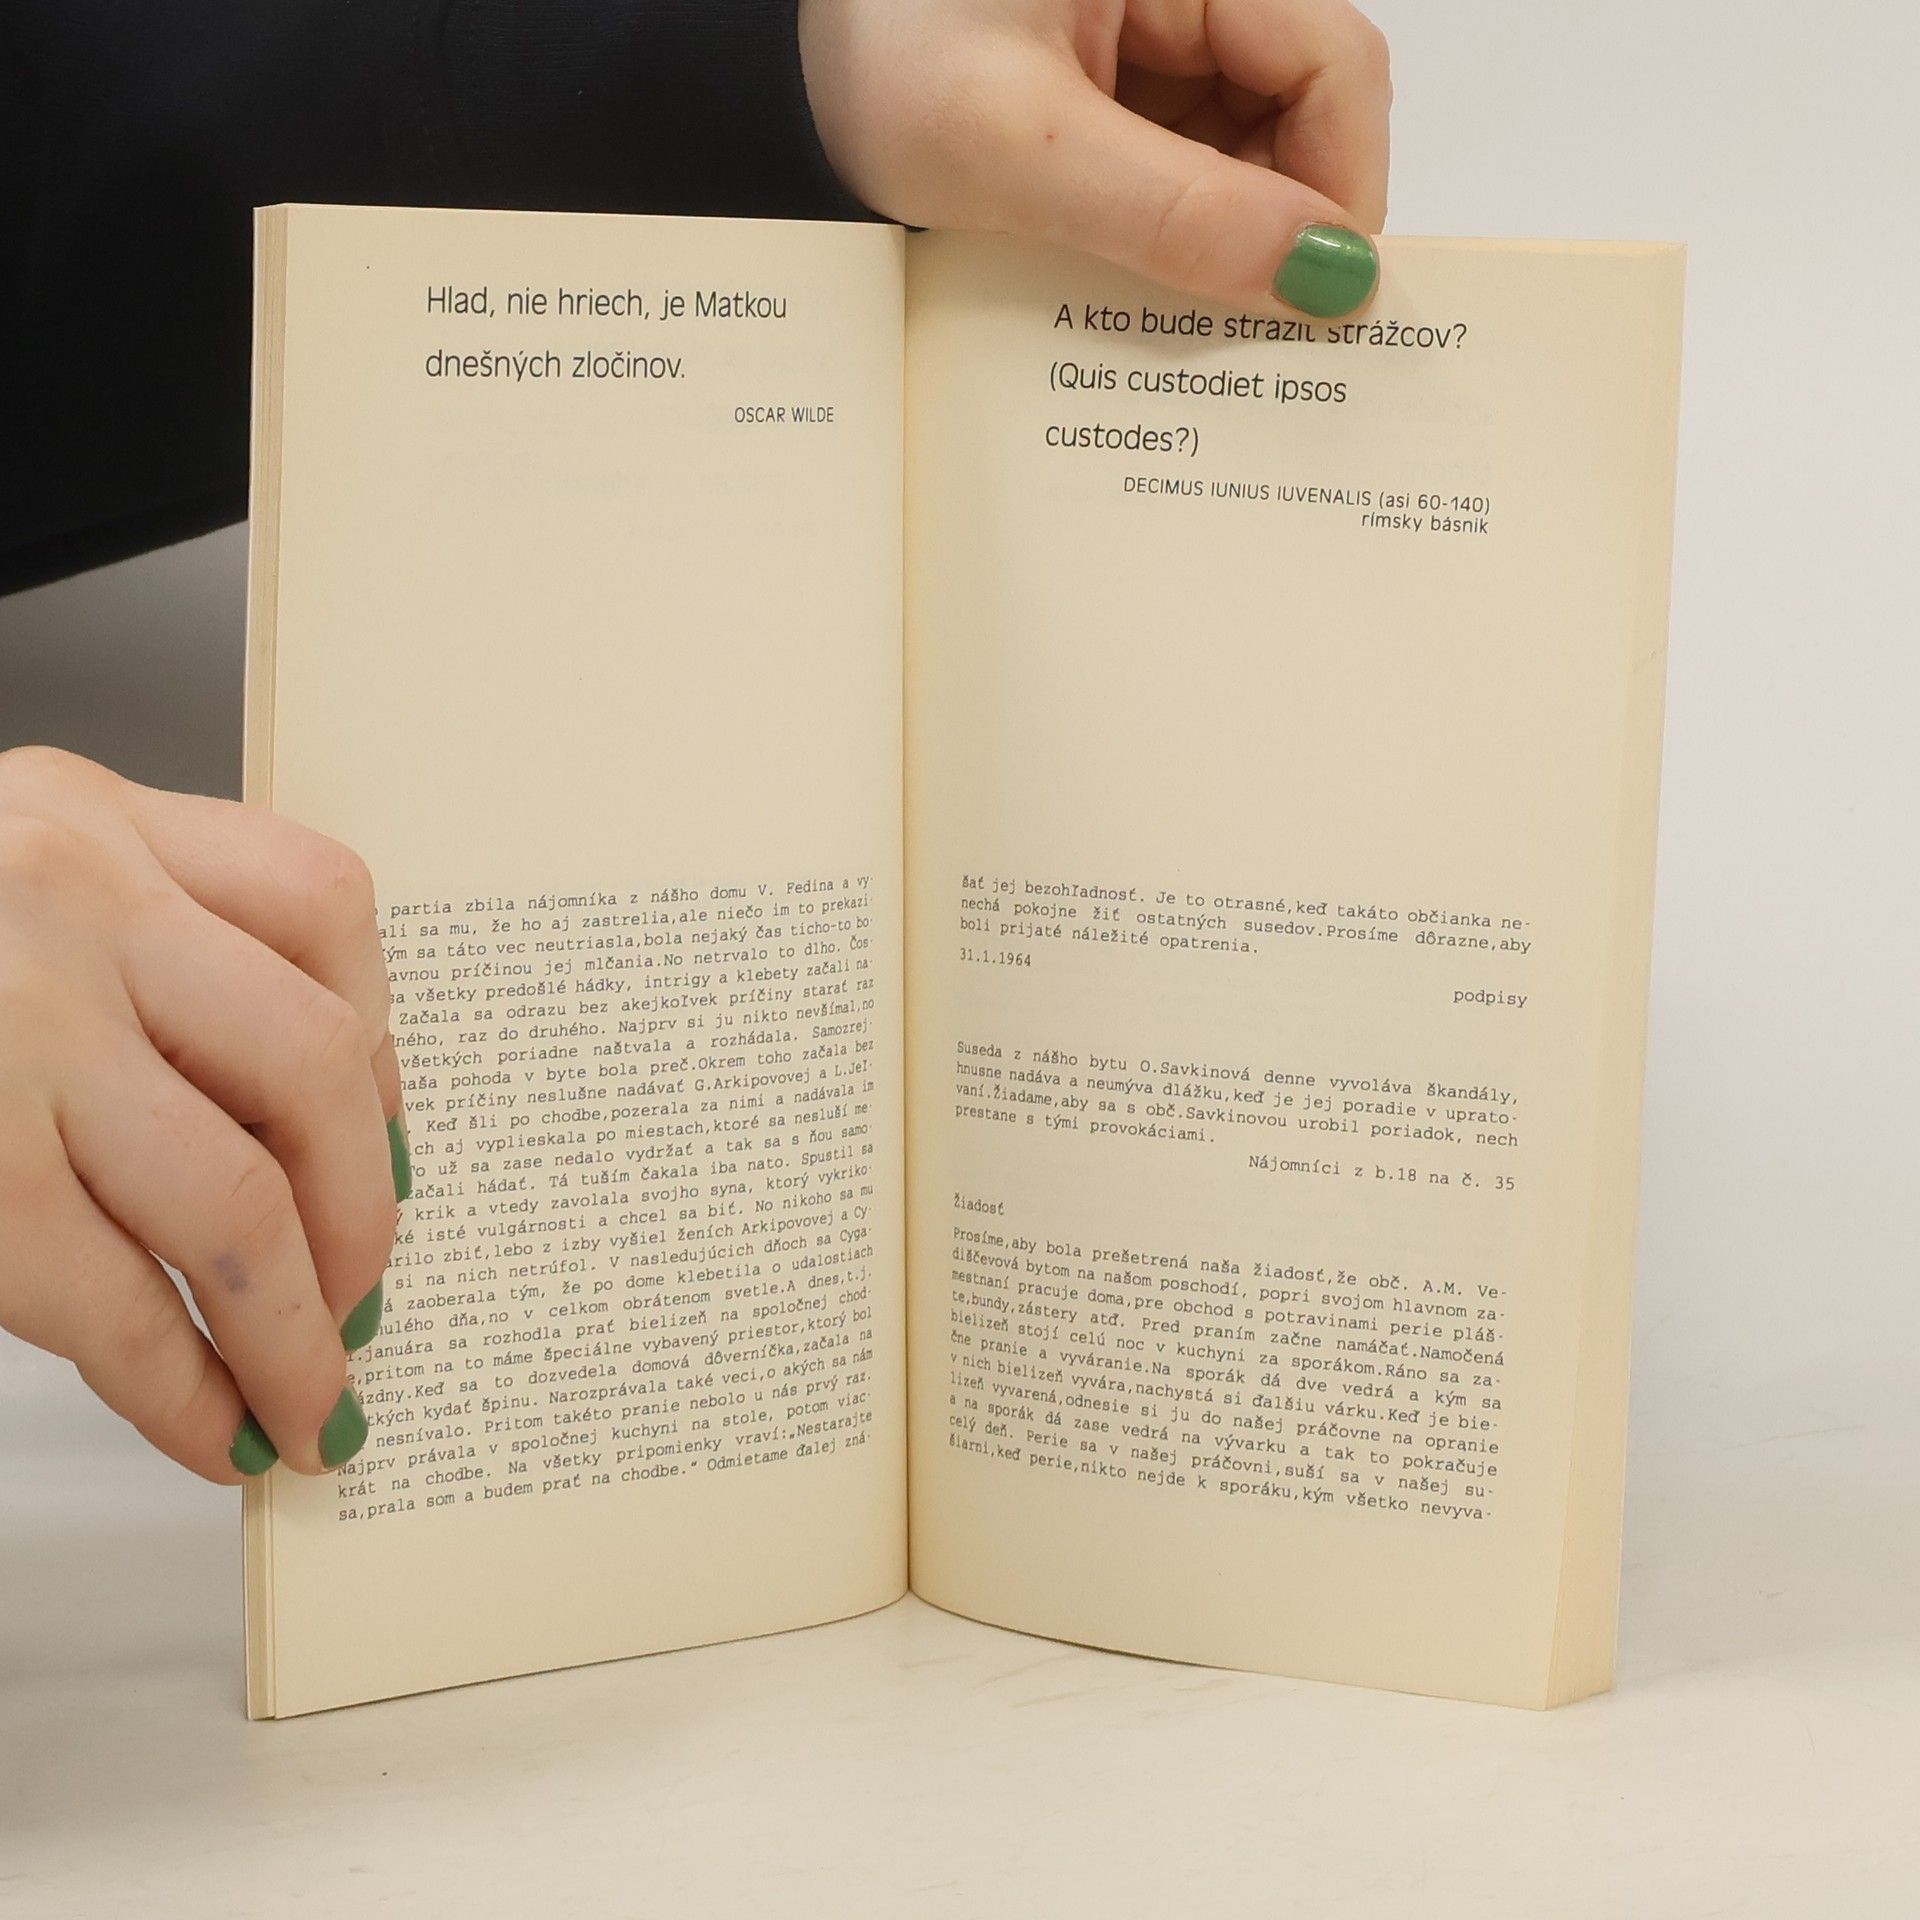 Hlad, nie hriech, je Matkou
dnešných zločinov.
OSCAR WILDE
partia zbila nájomníka z nášho domu V. Fedina a vy-
ali sa mu, že ho aj zastrelia,ale niečo im to prekazi-
ým sa táto vec neutriasla,bola nejaký čas ticho-to bo-
avnou príčinou jej mlčania.No netrvalo to dlho. Čos-
sa všetky predošlé hádky, intrigy a klebety začali na-
Začala sa odrazu bez akejkoľvek príčiny starať raz
ného, raz do druhého. Najprv si ju nikto nevšímal,no
všetkých poriadne naštvala a rozhádala. Samozrej-
naša pohoda v byte bola preč.Okrem toho začala bez
vek príčiny neslušne nadávať G.Arkipovovej a L.Jeľ-
Keď šli po chodbe,pozerala za nimi a nadávala im
ch aj vyplieskala po miestach,ktoré sa nesluší me-
To už sa zase nedalo vydržať a tak sa s ňou samo-
začali hádať. Tá tuším čakala iba nato. Spustil sa
ý krik a vtedy zavolala svojho syna, ktorý vykriko-
ké isté vulgárnosti a chcel sa biť. No nikoho sa mu
arilo zbiť,lebo z izby vyšiel ženích Arkipovovej a Cy-
si na nich netrúfol. V nasledujúcich dňoch sa Cyga-
á zaoberala tým, že po dome klebetila o udalostiach
nulého dňa,no v celkom obrátenom svetle.A dnes,t.j.
.januára sa rozhodla prať bielizeň na spoločnej chod-
e,pritom na to máme špeciálne vybavený priestor,ktorý bol
ázdny.Keď sa to dozvedela domová dôverníčka,začala na
tkých kydať špinu. Narozprávala také veci,o akých sa nám
nesnívalo. Pritom takéto pranie nebolo u nás prvý raz.
Najprv právala v spoločnej kuchyni na stole, potom viac-
krát na chodbe. Na všetky pripomienky vraví:„Nestarajte
sa,prala som a budem prať na chodbe.“ Odmietame ďalej zná-
A kto bude strážiť strážcov?
(Quis custodiet ipsos
custodes?)
DECIMUS IUNIUS IUVENALIS (asi 60-140)
rímsky básnik
šať jej bezohľadnosť. Je to otrasné,keď takáto občianka ne-
nechá pokojne žiť ostatných susedov.Prosíme dôrazne,aby
boli prijaté náležité opatrenia.
31.1.1964
podpisy
Suseda z nášho bytu O.Savkinová denne vyvoláva škandály,
hnusne nadáva a neumýva dlážku,keď je jej poradie v uprato-
vaní.Žiadame,aby sa s obč.Savkinovou urobil poriadok, nech
prestane s tými provokáciami.
Nájomníci z b.18 na č. 35
Žiadosť
Prosíme,aby bola prešetrená naša žiadosť,že obč. A.M. Ve-
diščevová bytom na našom poschodí, popri svojom hlavnom za-
mestnaní pracuje doma,pre obchod s potravinami perie pláš-
te,bundy,zástery atď. Pred praním začne namáčať.Namočená
bielizeň stojí celú noc v kuchyni za sporákom.Ráno sa za-
čne pranie a vyváranie.Na sporák dá dve vedrá a kým sa
v nich bielizeň vyvára,nachystá si ďalšiu várku.Keď je bie-
lizeň vyvarená,odnesie si ju do našej práčovne na opranie
a na sporák dá zase vedrá na vývarku a tak to pokračuje
celý deň. Perie sa v našej práčovni,suší sa v našej su-
šiarni,keď perie,nikto nejde k sporáku,kým všetko nevyva-